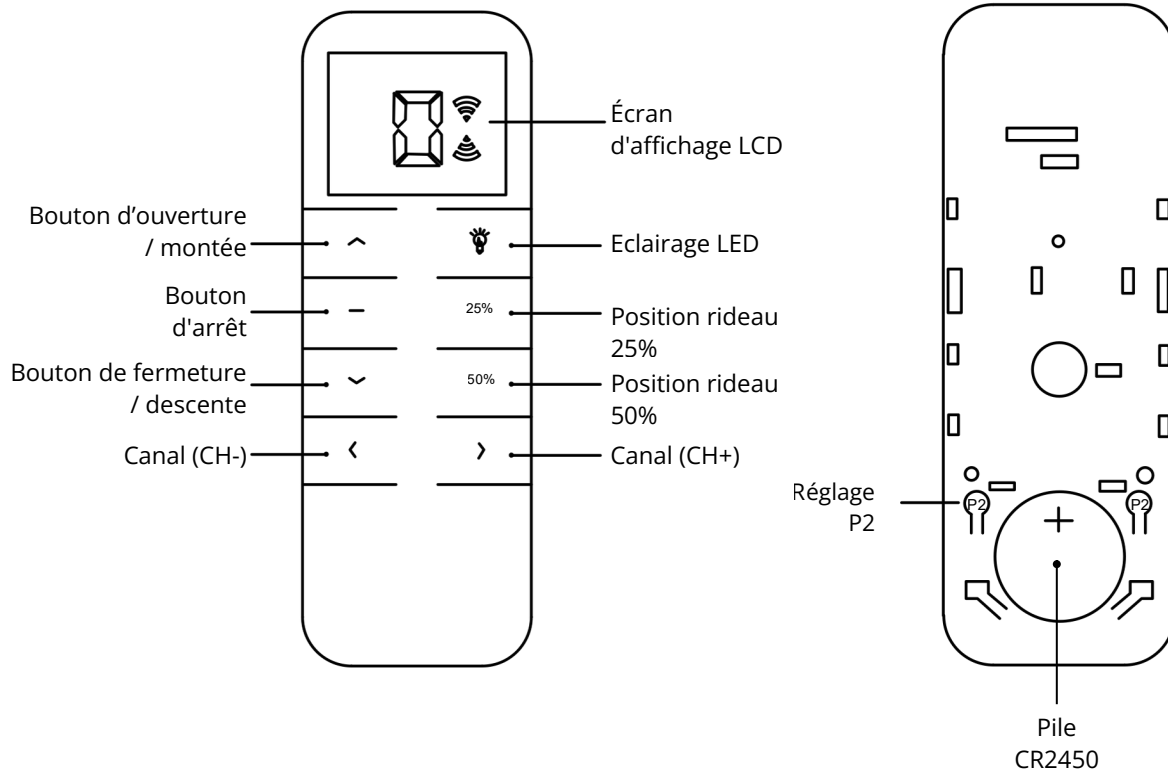 Écran
d'affichage LCD
Bouton d’ouverture
/ montée
Eclairage LED
Bouton
d'arrêt
25%
Position rideau
25%
Bouton de fermeture
/ descente
50%
Position rideau
50%
Canal (CH-)
Canal (CH+)
Réglage
P2
P2
P2
Pile
CR2450